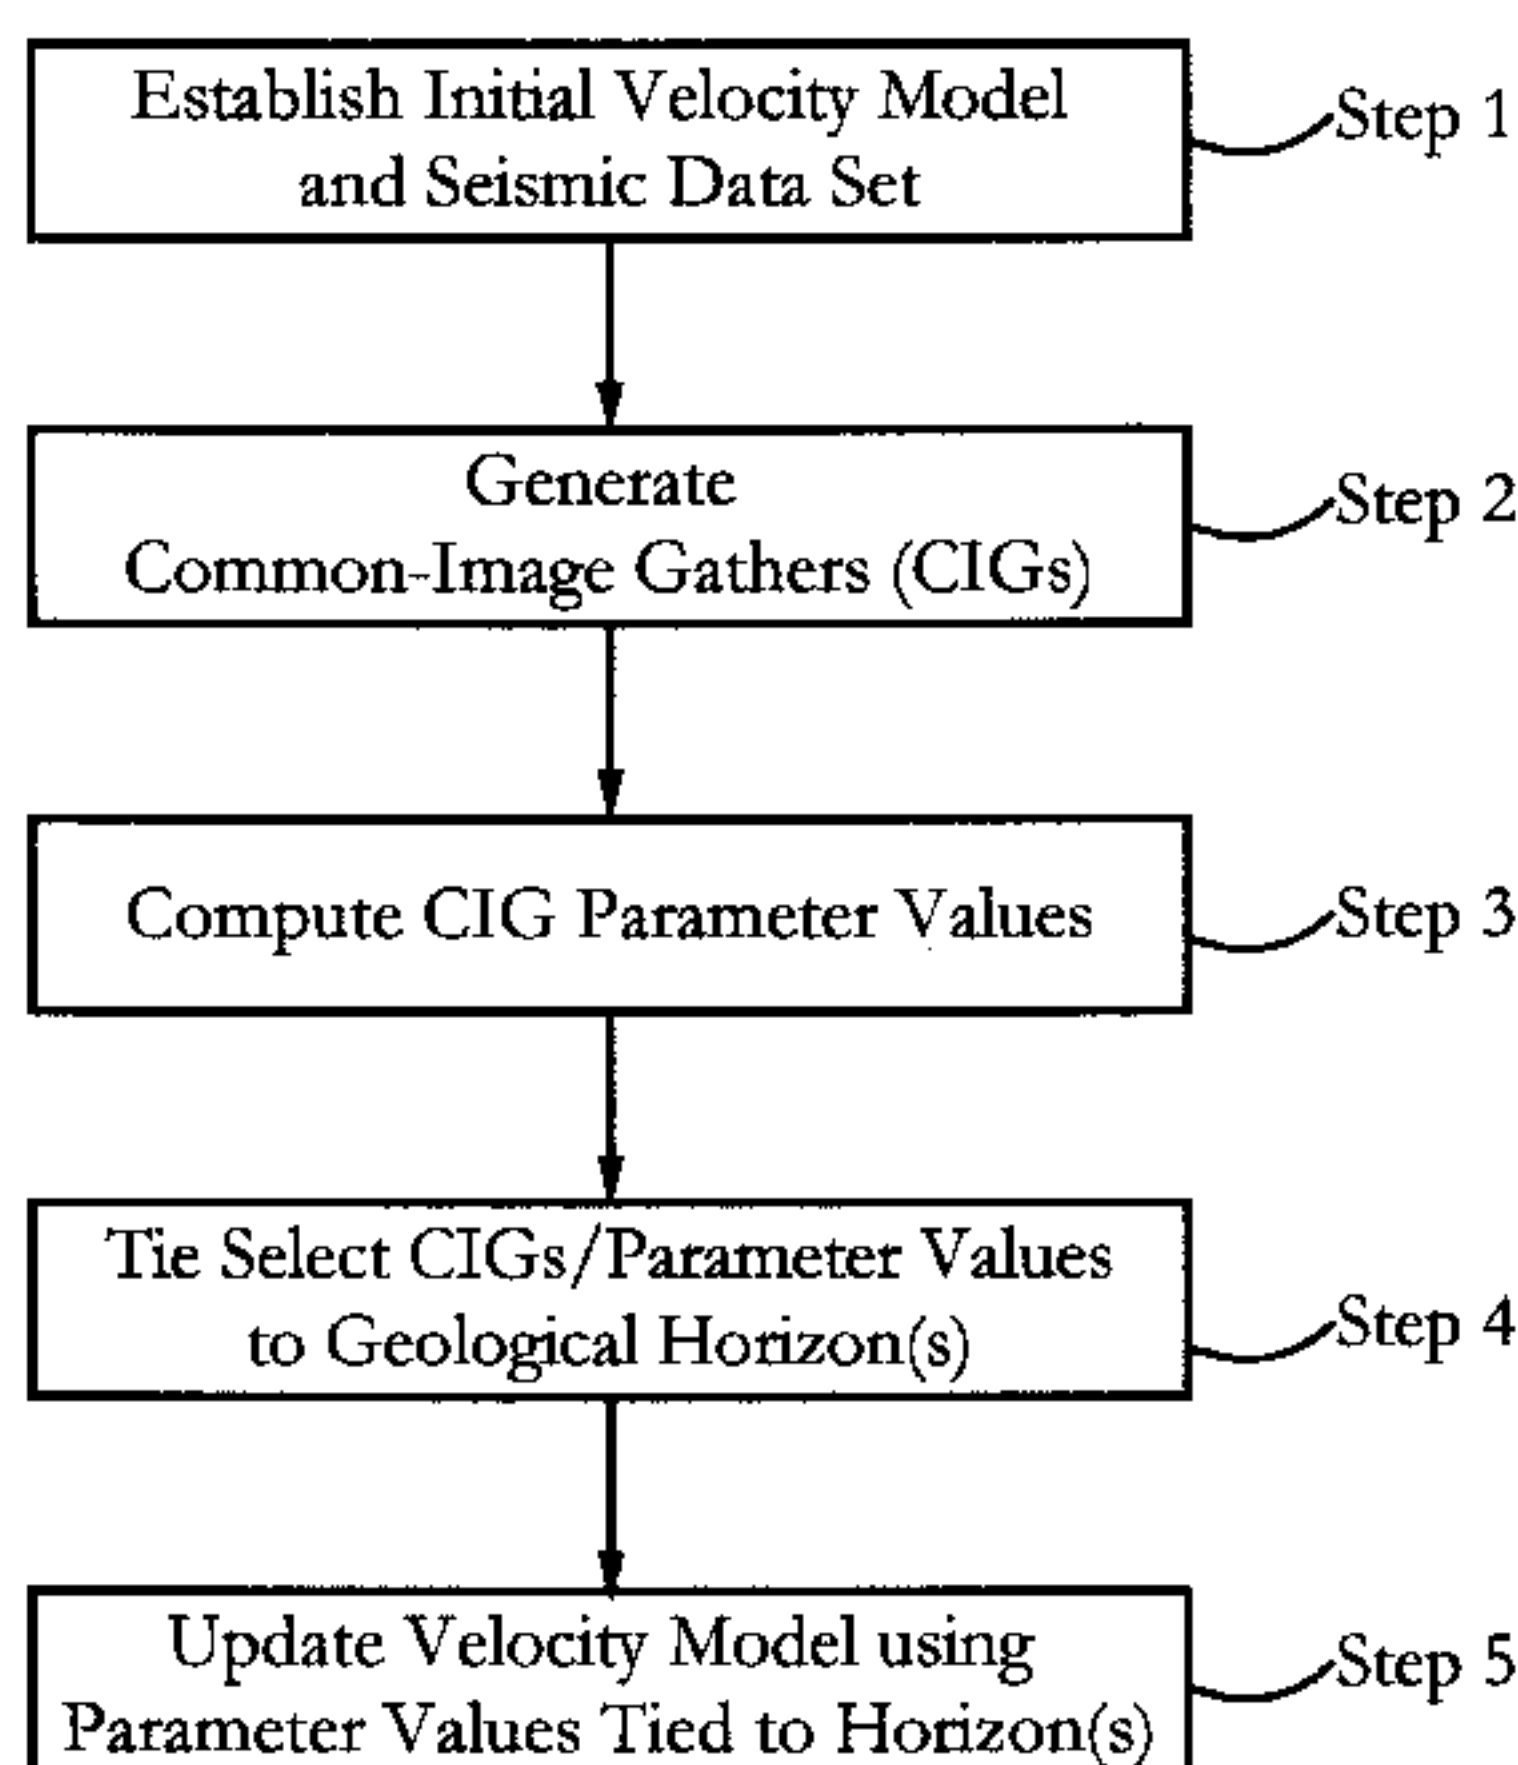 Establish Initial Velocity Model
and Seismic Data Set
Step 1
Generate
Common-Image Gathers (CIGs)
Step 2
Compute CIG Parameter Values
Step 3
Tie Select CIGs/Parameter Values
to Geological Horizon(s)
Step 4
Update Velocity Model using
Parameter Values Tied to Horizon(s)
Step 5